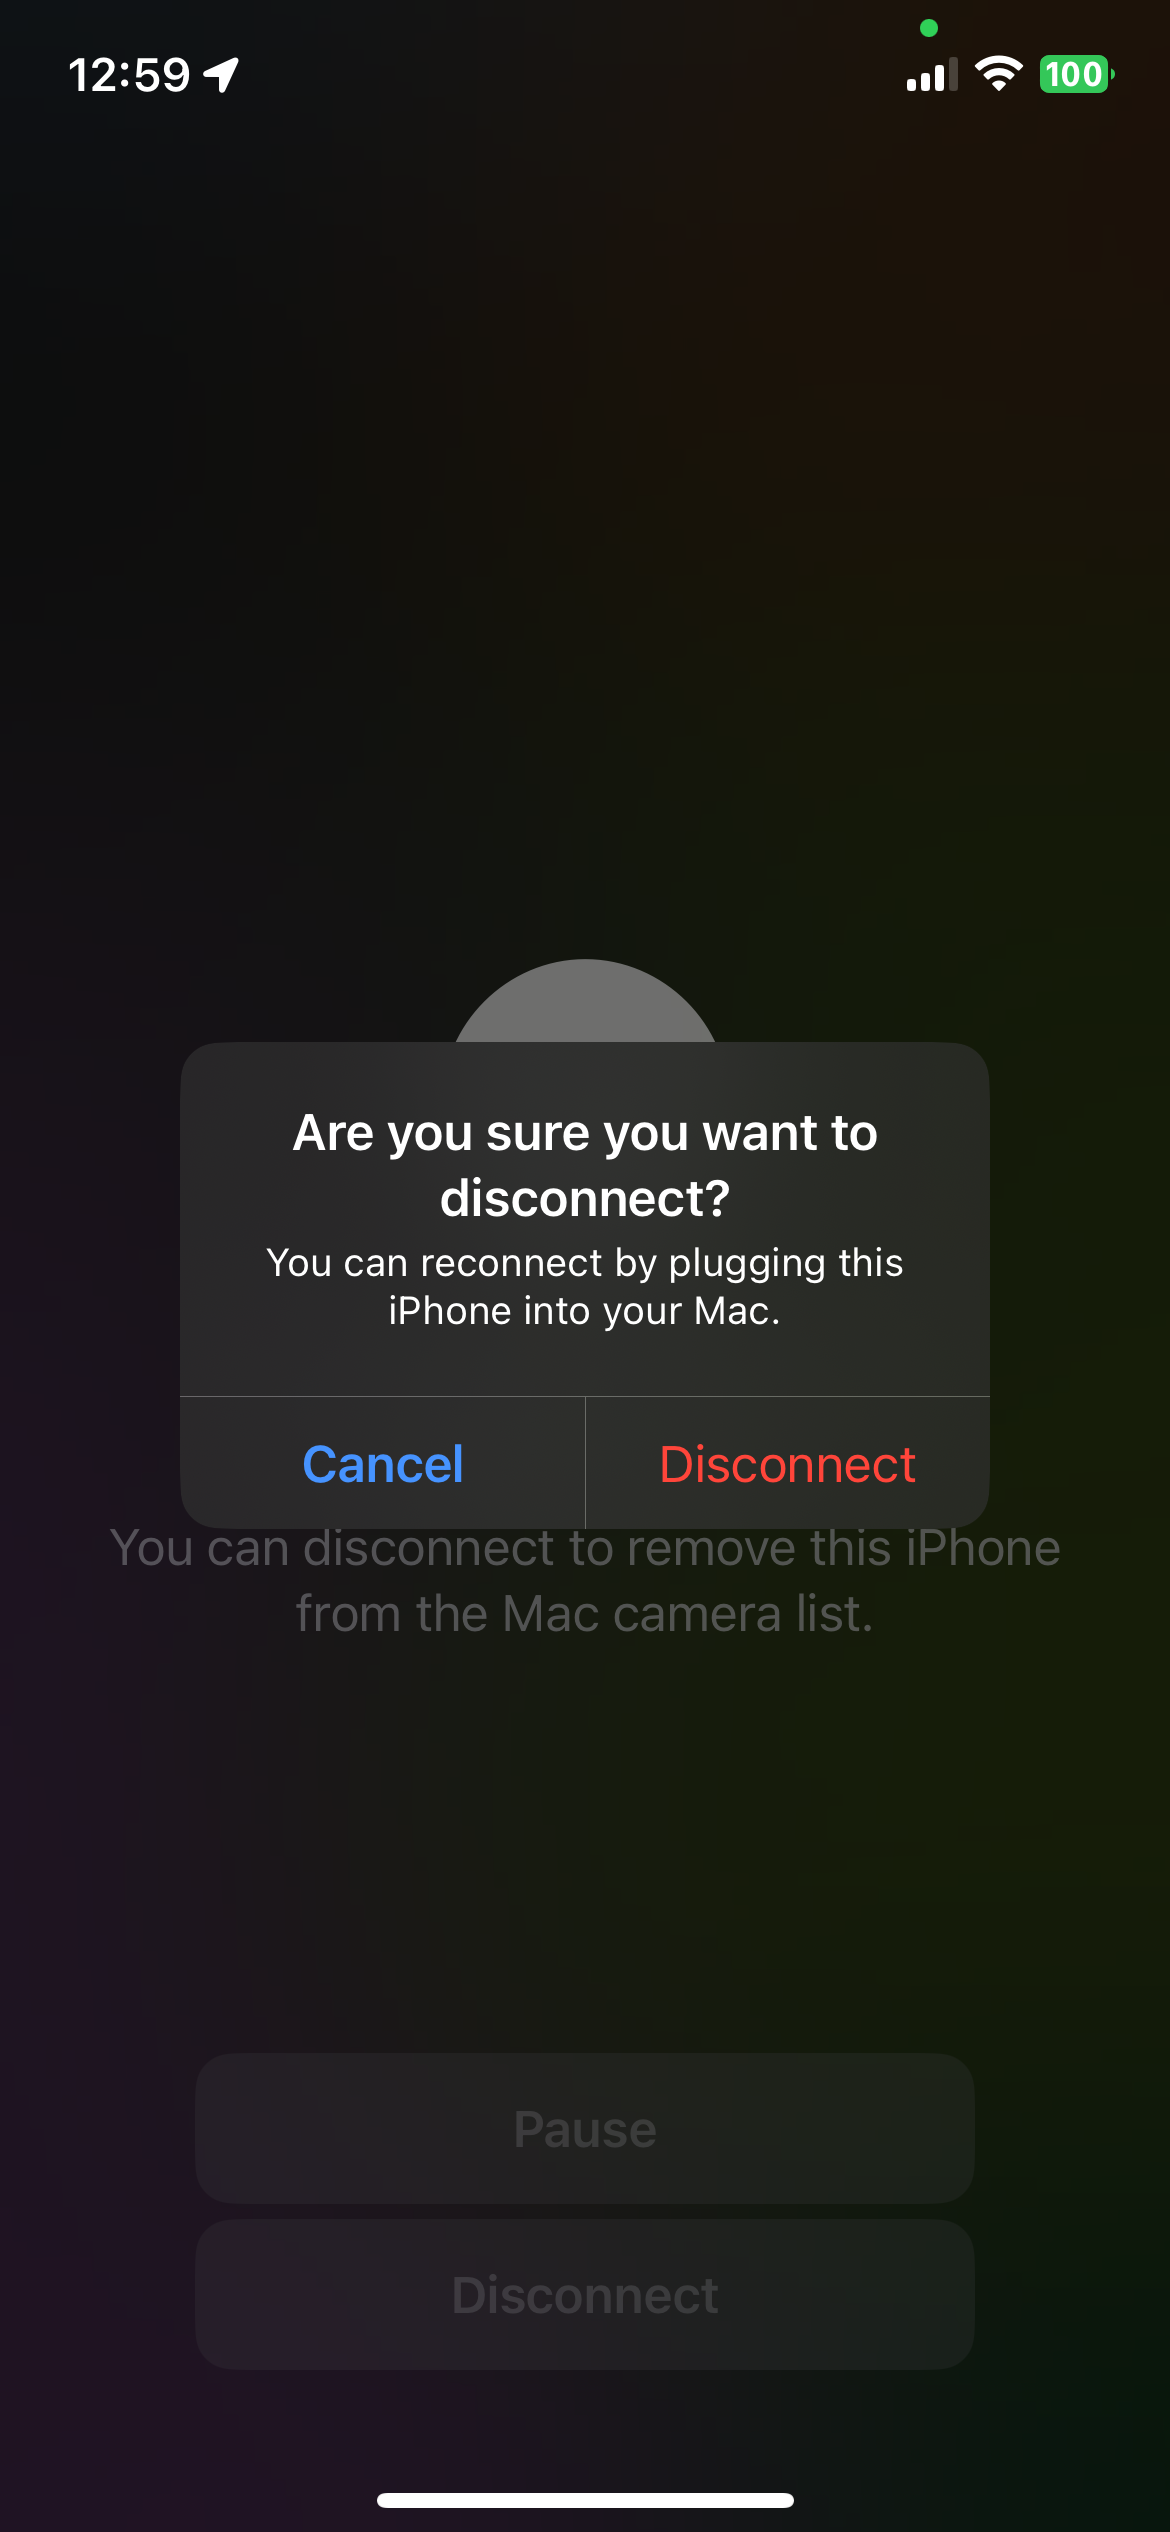 12:59
100
Are you sure you want to
disconnect?
You can reconnect by plugging this
iPhone into your Mac.
Cancel
Disconnect
You can disconnect to remove this iPhone
from the Mac camera list.
Pause
Disconnect